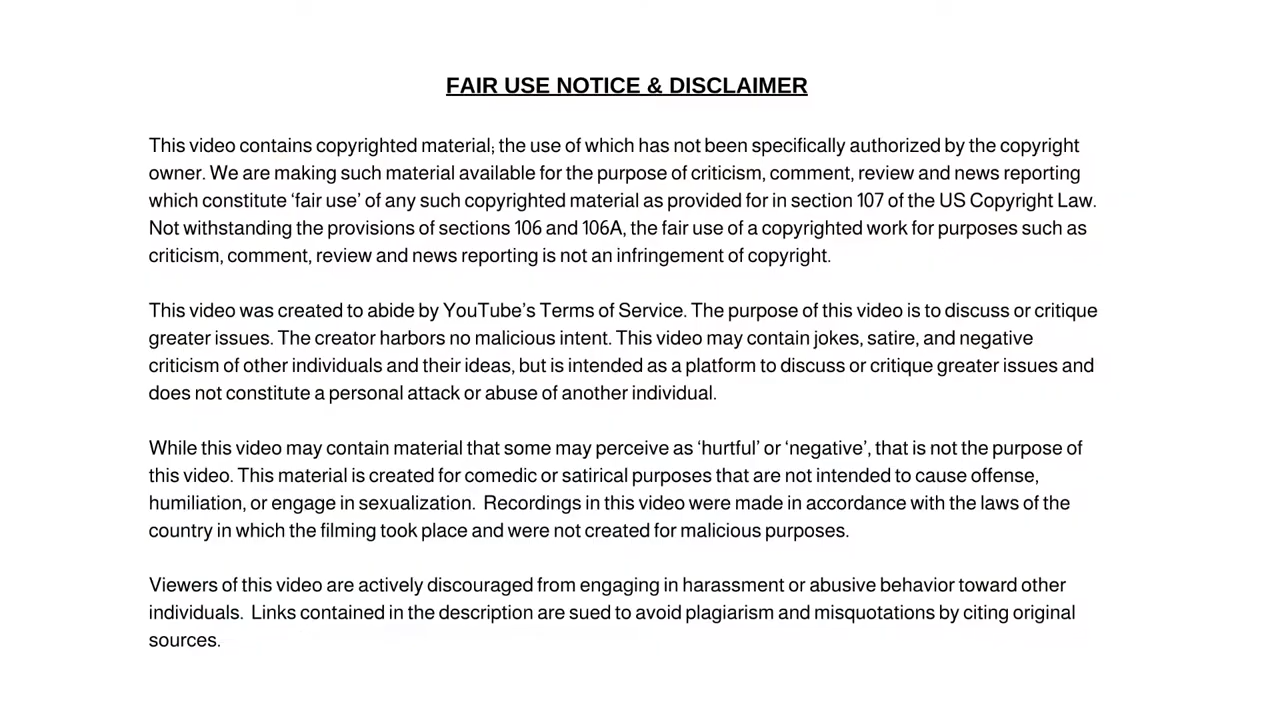 FAIR USE NOTICE & DISCLAIMER
This video contains copyrighted material; the use of which has not been specifically authorized by the copyright
owner. We are making such material available for the purpose of criticism, comment, review and news reporting
which constitute ‘fair use’ of any such copyrighted material as provided for in section 107 of the US Copyright Law.
Not withstanding the provisions of sections 106 and 106A, the fair use of a copyrighted work for purposes such as
criticism, comment, review and news reporting is not an infringement of copyright.
This video was created to abide by YouTube’s Terms of Service. The purpose of this video is to discuss or critique
greater issues. The creator harbors no malicious intent. This video may contain jokes, satire, and negative
criticism of other individuals and their ideas, but is intended as a platform to discuss or critique greater issues and
does not constitute a personal attack or abuse of another individual.
While this video may contain material that some may perceive as ‘hurtful’ or ‘negative’, that is not the purpose of
this video. This material is created for comedic or satirical purposes that are not intended to cause offense,
humiliation, or engage in sexualization. Recordings in this video were made in accordance with the laws of the
country in which the filming took place and were not created for malicious purposes.
Viewers of this video are actively discouraged from engaging in harassment or abusive behavior toward other
individuals. Links contained in the description are sued to avoid plagiarism and misquotations by citing original
sources.